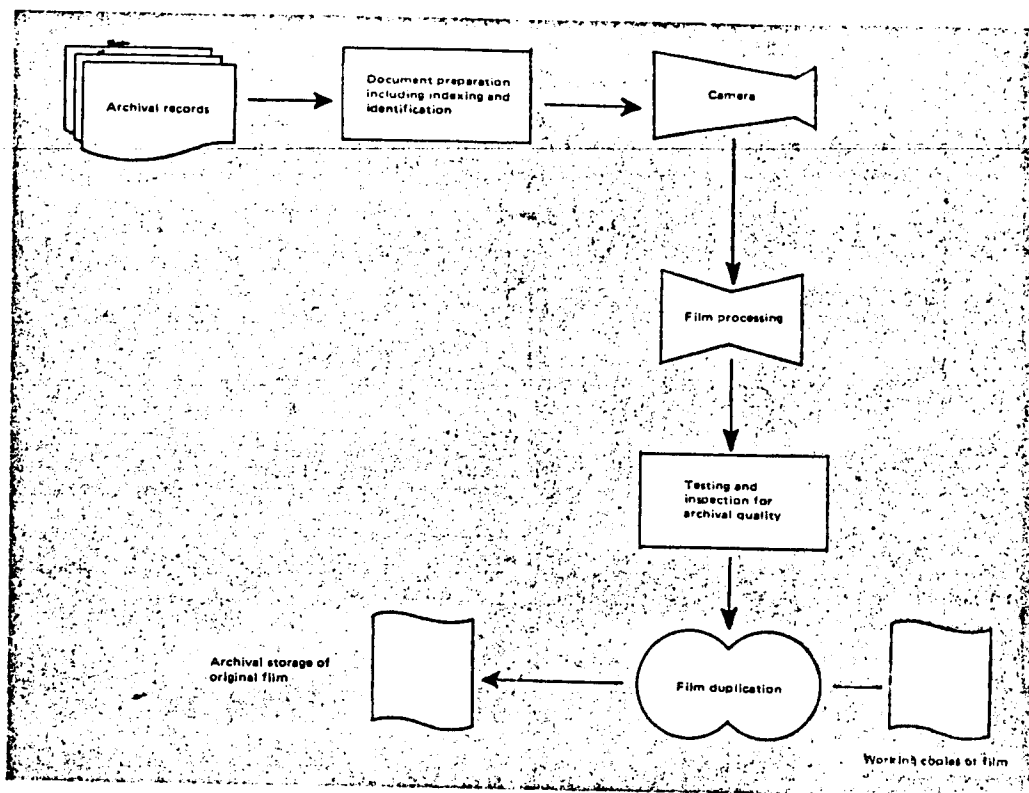 Archival records
Document preparation
including indexing and
identification
Camera
Film processing
Testing and
inspection for
archival quality
Film duplication
Archival storage of
original film
Working copies of film